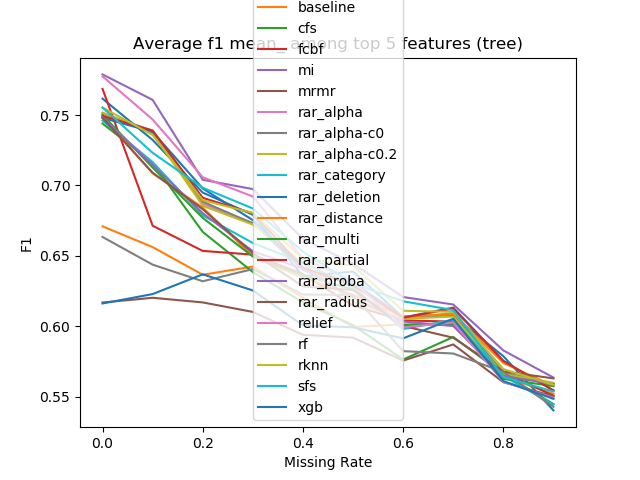 baseline
cfs
Average f1 mean_ among top 5 features (tree)
fcbf
mi
mrmr
rar_alpha
rar_alpha-c0
rar_alpha-c0.2
rar_category
rar_deletion
rar_distance
rar_multi
rar_partial
rar_proba
rar_radius
relief
rf
rknn
sfs
xgb
F1
0.75
0.70
0.65
0.60
0.55
0.0 0.2 0.4 0.6 0.8
Missing Rate